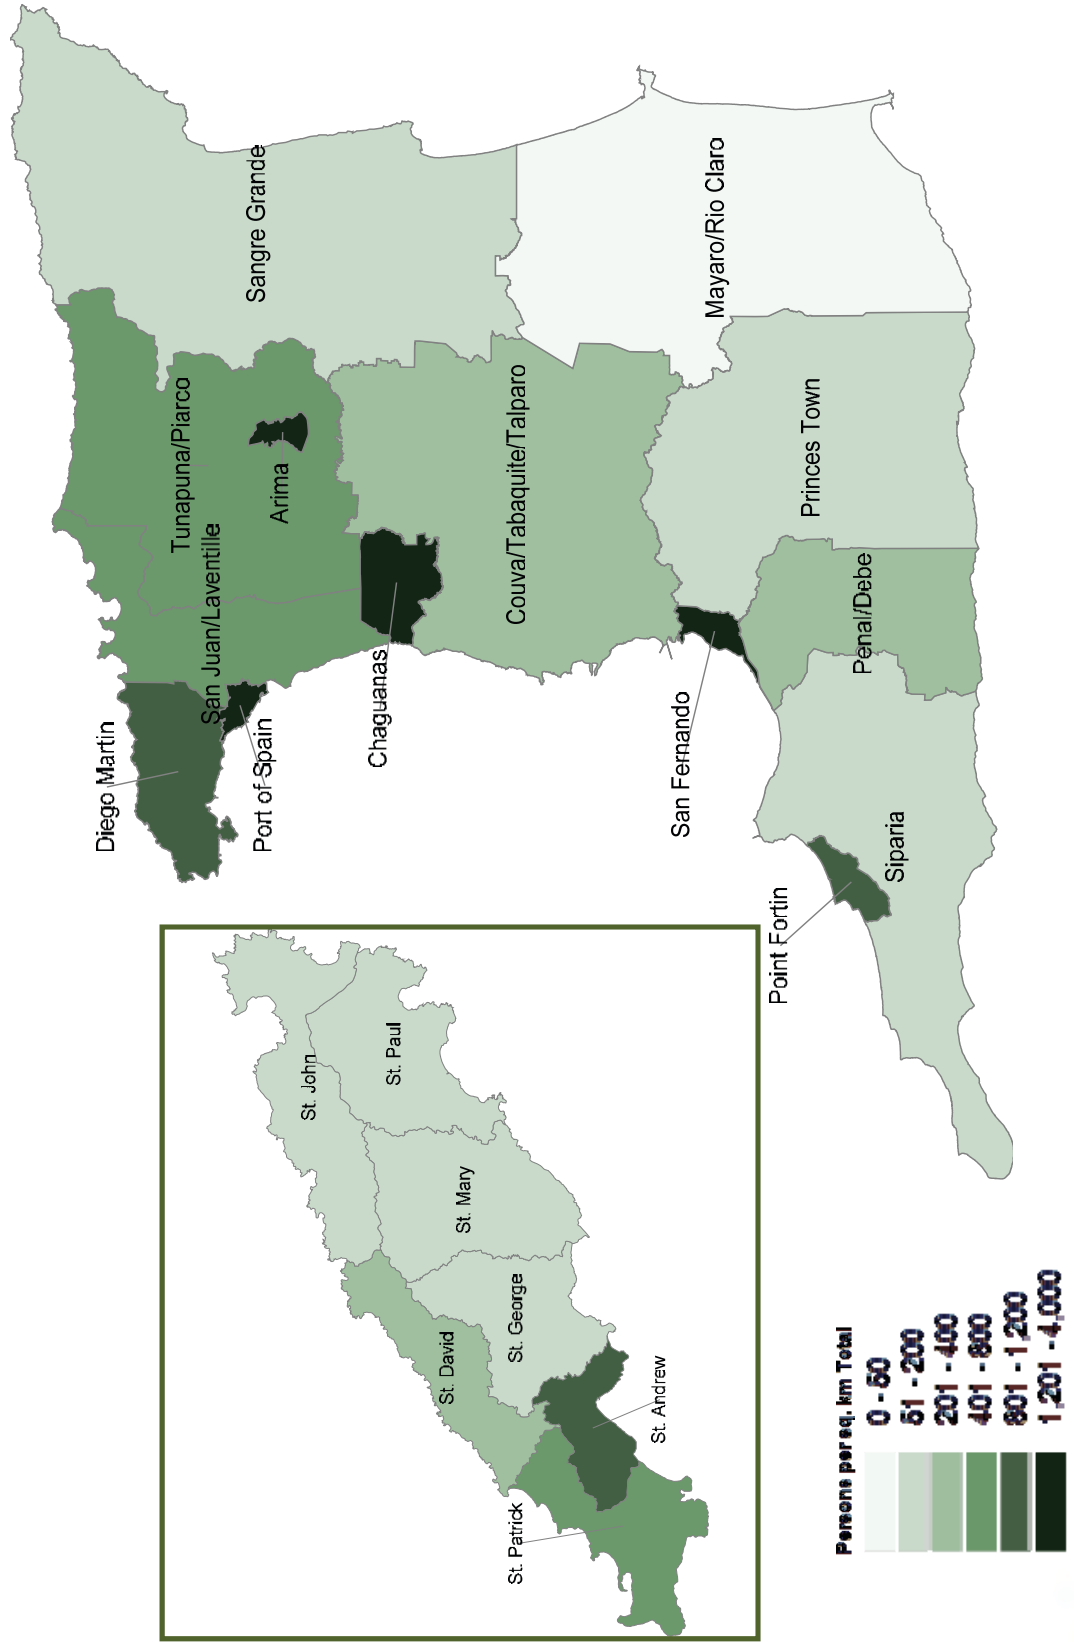 Diego Martin
Port of Spain
San Juan/Laventille
Tunapuna/Piarco
Arima
Sangre Grande
Chaguanas
Couva/Tabaquite/Talparo
Mayaro/Rio Claro
San Fernando
Princes Town
Penal/Debe
Point Fortin
Siparia
St. John
St. Paul
St. Mary
St. George
St. David
St. Andrew
St. Patrick
Persons per sq. km Total
0 - 50
51 - 200
201 - 400
401 - 800
801 - 1,200
1,201 - 4,000